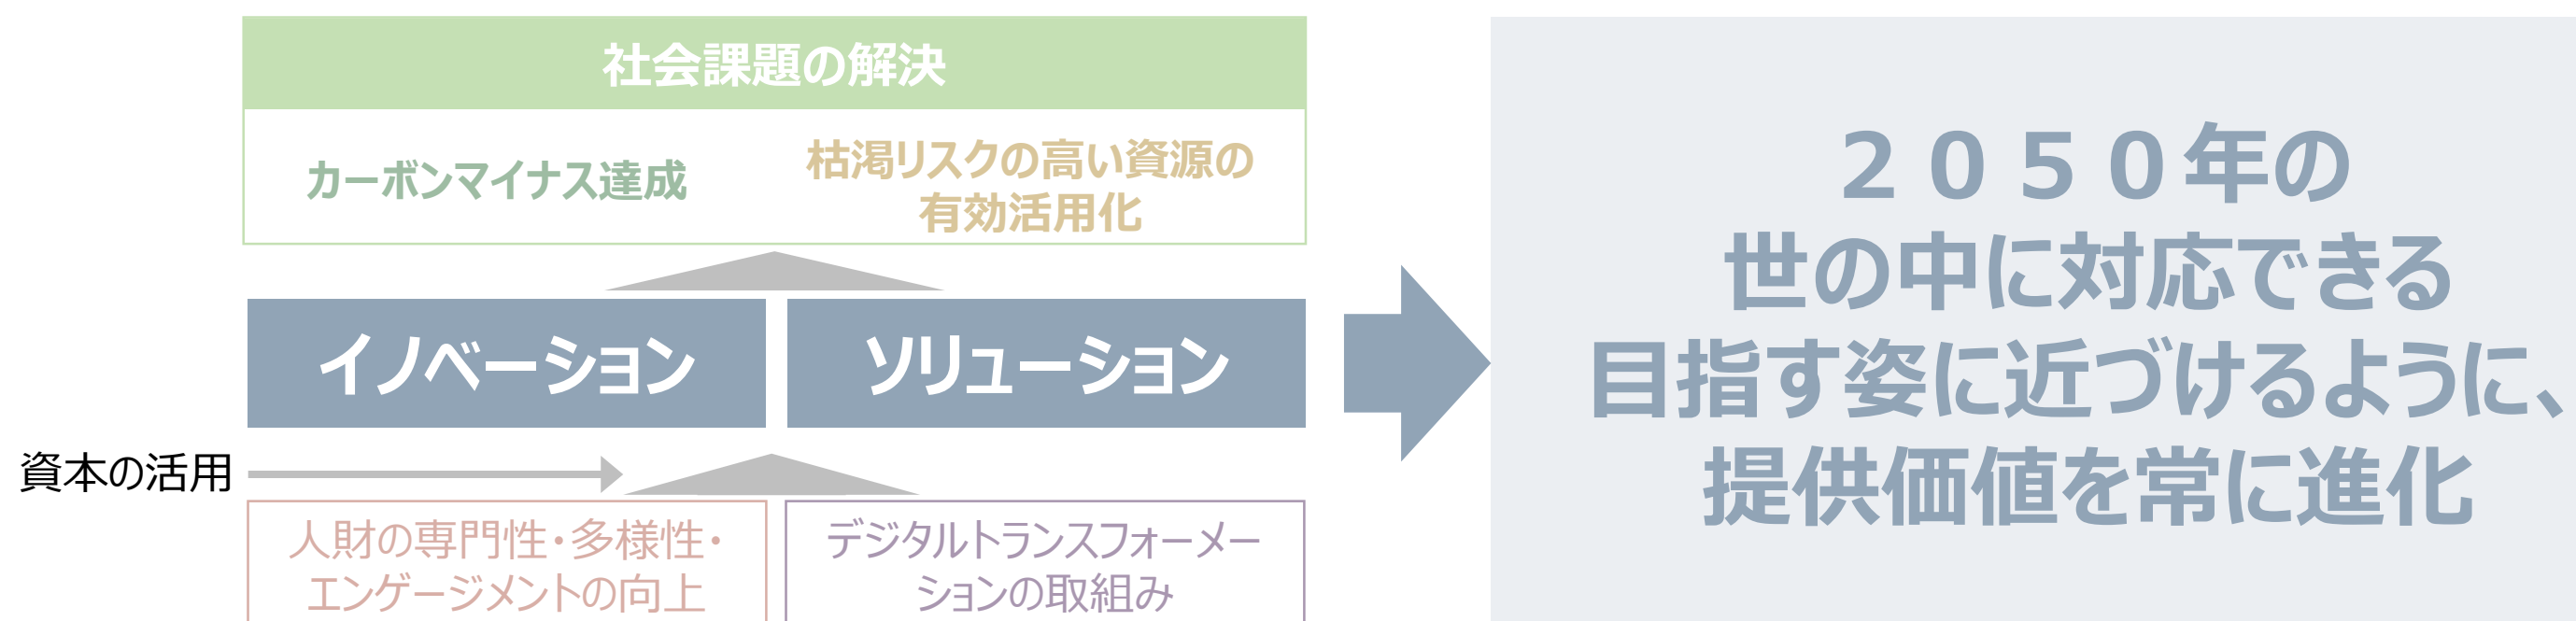 社会課題の解決
カーボンマイナス達成
枯渇リスクの高い資源の
有効活用化
イノベーション
ソリューション
資本の活用
人財の専門性・多様性・
エンゲージメントの向上
デジタルトランスフォーメー
ションの取組み
２０５０年の
世の中に対応できる
目指す姿に近づけるように、
提供価値を常に進化